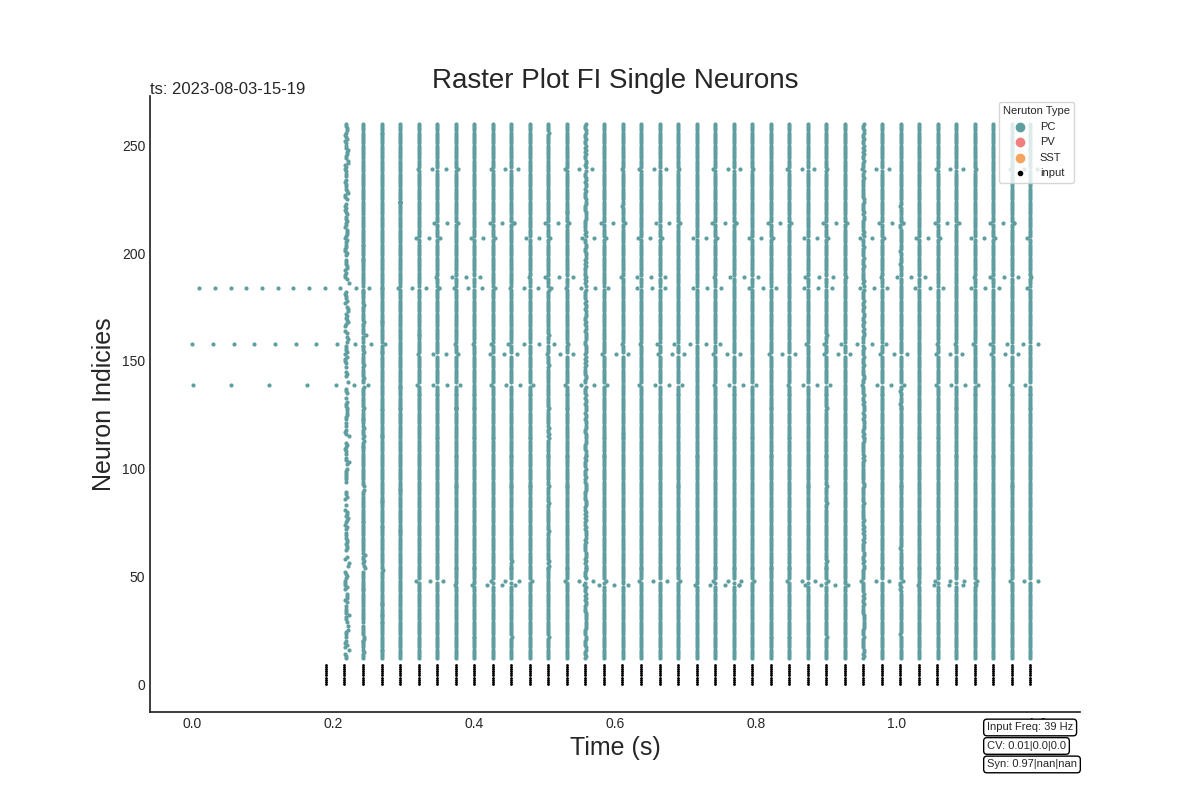 Raster Plot FI Single Neurons
ts: 2023-08-03-15-19
Neruton Type
PC
PV
SST
input
250
200
150
100
50
0
Neuron Indicies
0.0 0.2 0.4 0.6 0.8 1.0
Time (s)
Input Freq: 39 Hz
CV: 0.01|0.0|0.0
Syn: 0.97|nan|nan